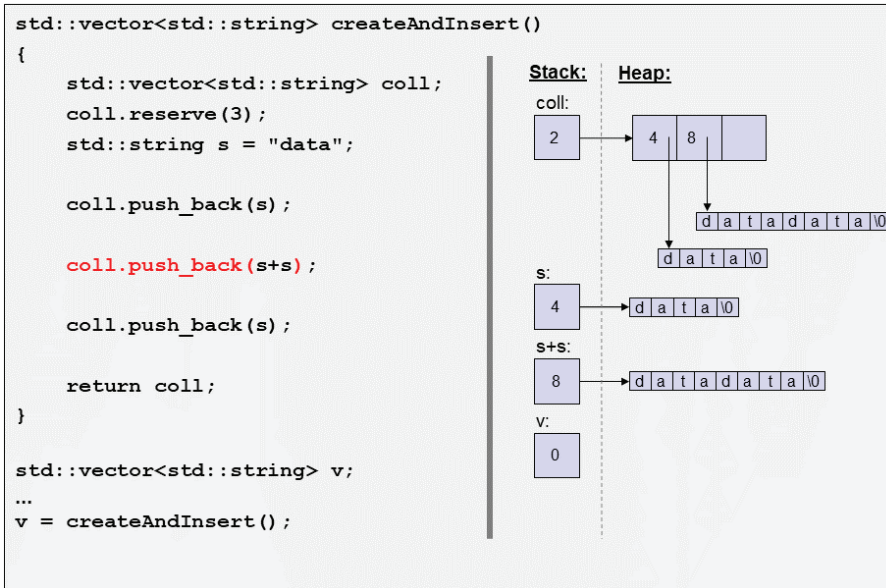 std::vector<std::string> createAndInsert()
{
std::vector<std::string> coll;
coll.reserve(3);
std::string s = "data";
coll.push_back(s);
coll.push_back(s+s);
coll.push_back(s);
return coll;
}
std::vector<std::string> v;
...
v = createAndInsert();
Stack: Heap:
coll:
2 4 8
d a t a d a t a \0
d a t a \0
s:
4 d a t a \0
s+s:
8 d a t a d a t a \0
v:
0